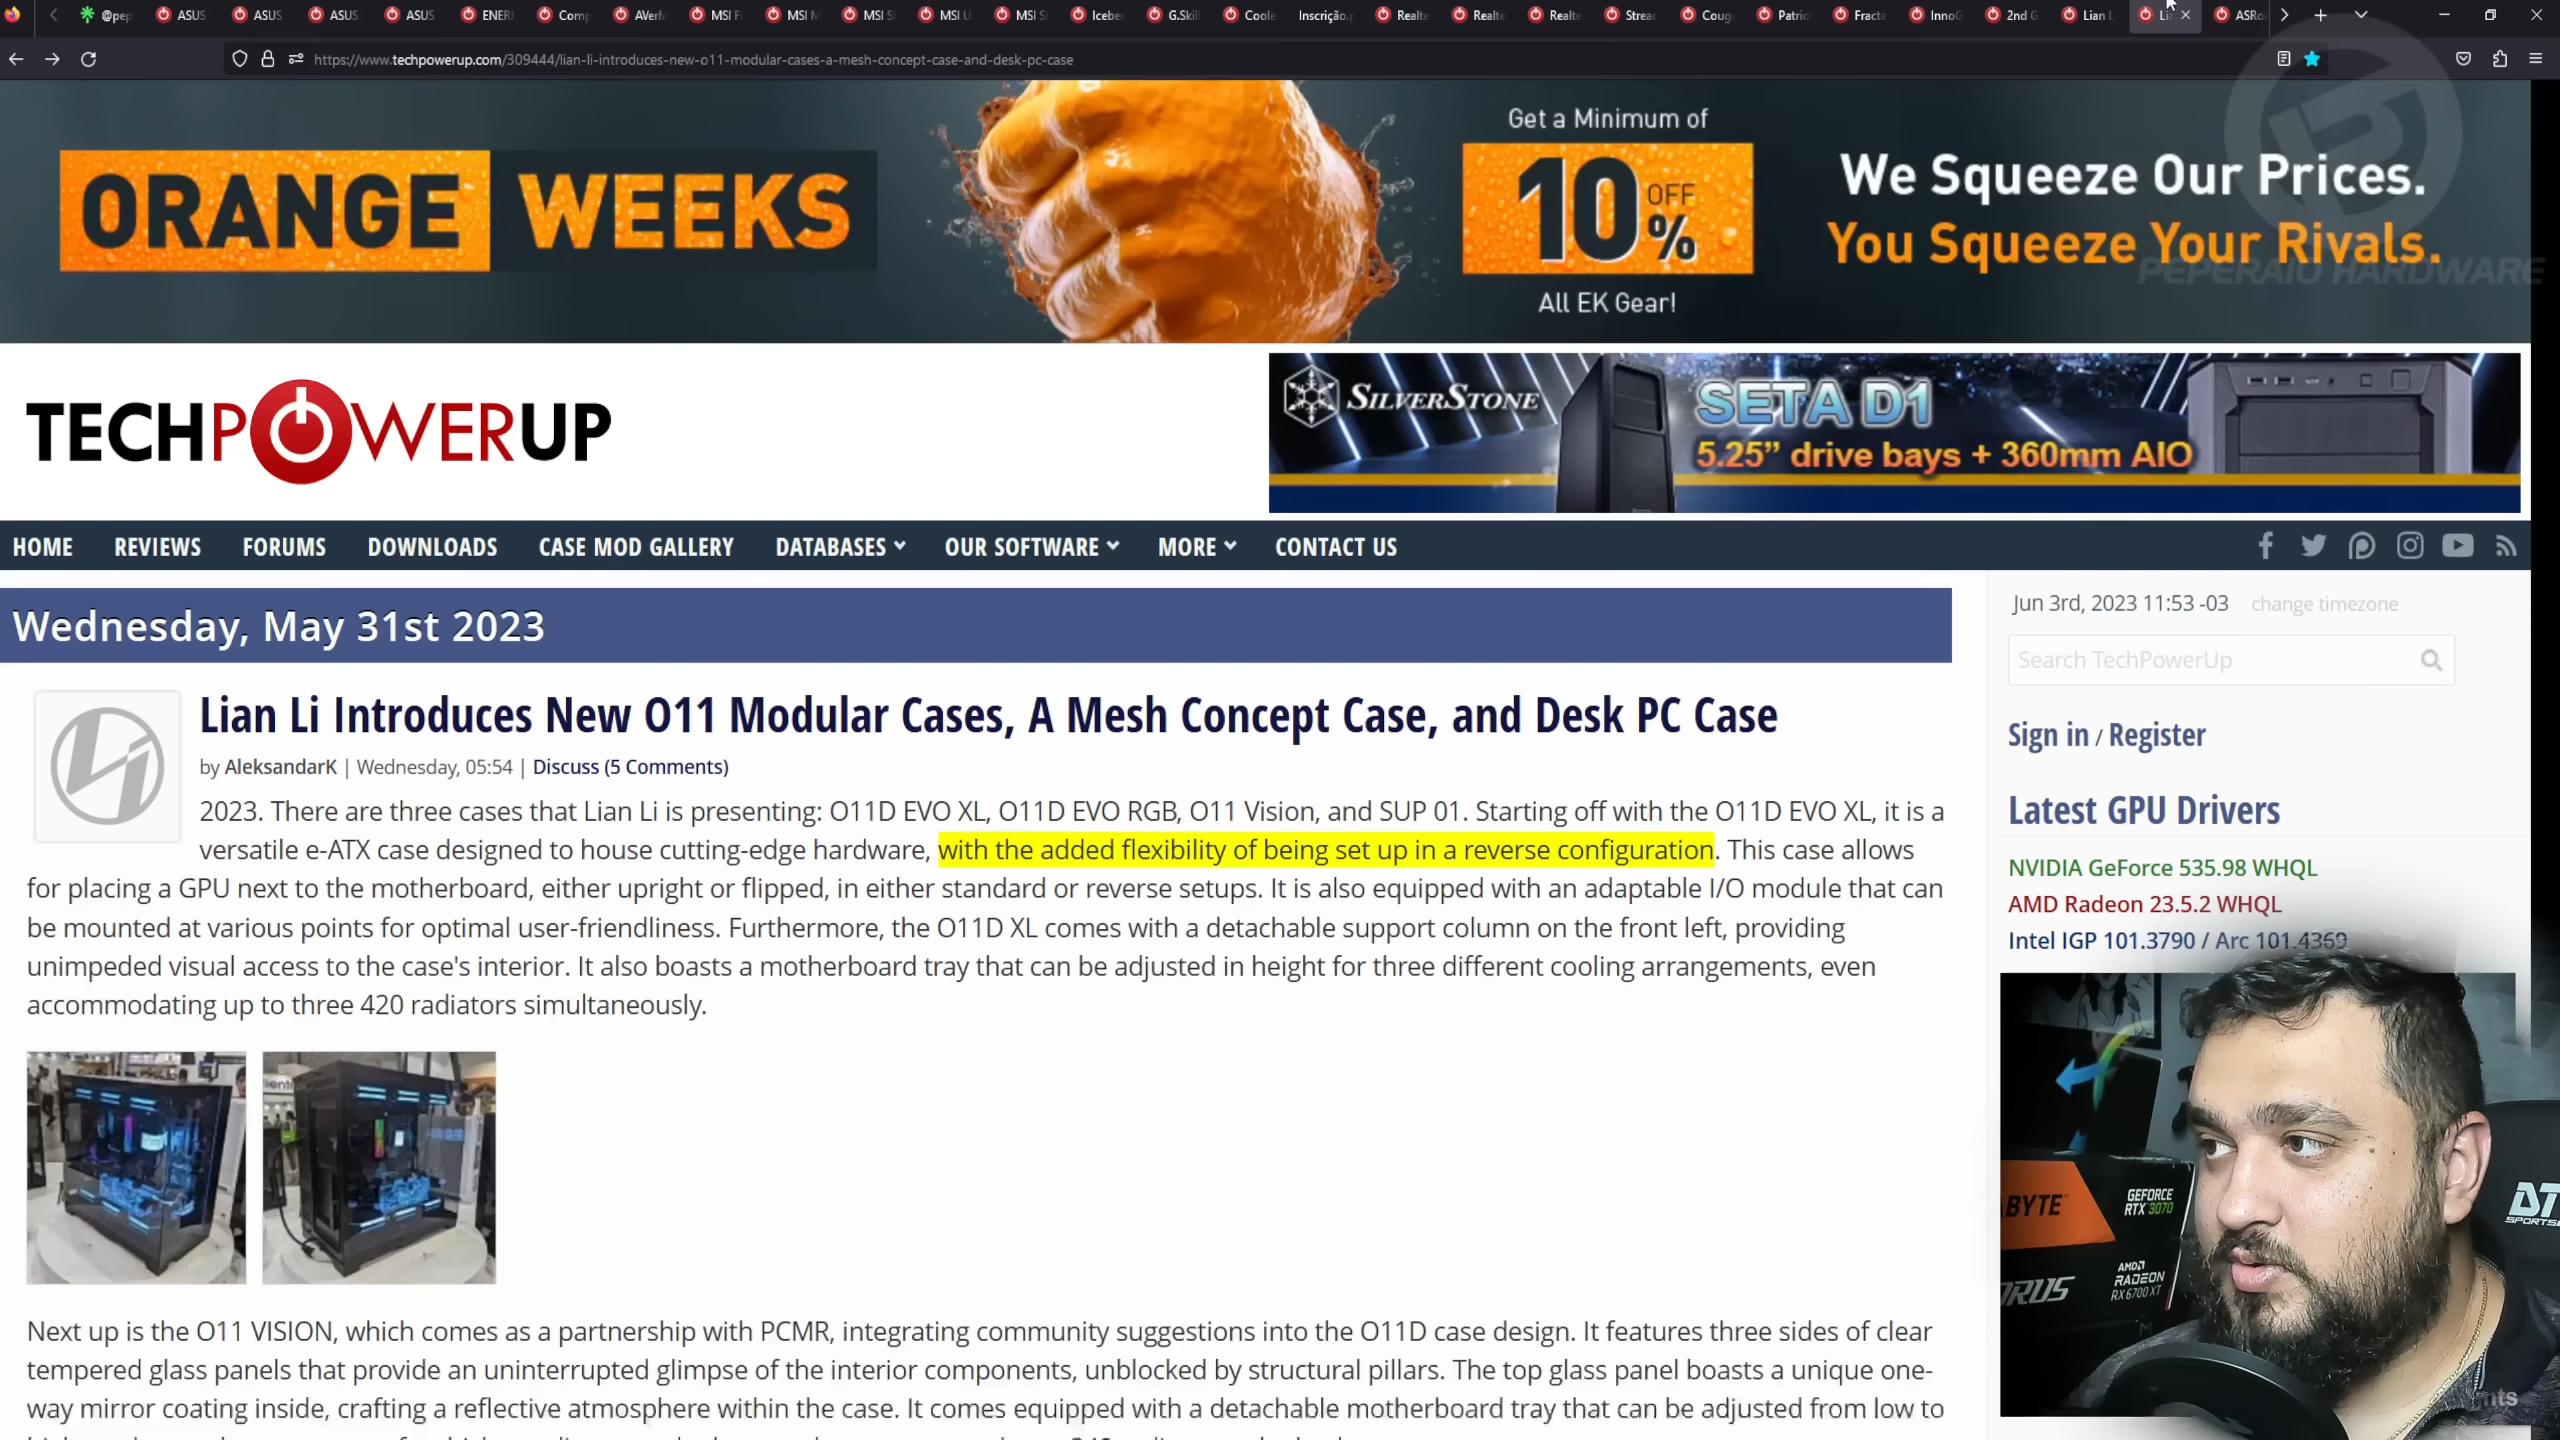 @pep ASUS ASUS ASUS ASUS ENER Comp AVer MSI F MSI MSI S MSI U MSI S Icebe G.Skil Coole Inscrição. Realte Realte Realte Strea Coug Patrio Fracta InnoG 2nd G Lian L Li ASRo
https://www.techpowerup.com/309444/lian-li-introduces-new-o11-modular-cases-a-mesh-concept-case-and-desk-pc-case
ORANGE WEEKS
Get a Minimum of
10% OFF
All EK Gear!
We Squeeze Our Prices.
You Squeeze Your Rivals.
PEPERAIO HARDWARE
TECHPOWERUP
SILVERSTONE
SETA D1
5.25” drive bays + 360mm AIO
HOME REVIEWS FORUMS DOWNLOADS CASE MOD GALLERY DATABASES OUR SOFTWARE MORE CONTACT US
Wednesday, May 31st 2023
Jun 3rd, 2023 11:53 -03 change timezone
Search TechPowerUp
Sign in / Register
Latest GPU Drivers
NVIDIA GeForce 535.98 WHQL
AMD Radeon 23.5.2 WHQL
Intel IGP 101.3790 / Arc 101.4369
Lian Li Introduces New O11 Modular Cases, A Mesh Concept Case, and Desk PC Case
by AleksandarK | Wednesday, 05:54 | Discuss (5 Comments)
2023. There are three cases that Lian Li is presenting: O11D EVO XL, O11D EVO RGB, O11 Vision, and SUP 01. Starting off with the O11D EVO XL, it is a
versatile e-ATX case designed to house cutting-edge hardware, with the added flexibility of being set up in a reverse configuration. This case allows
for placing a GPU next to the motherboard, either upright or flipped, in either standard or reverse setups. It is also equipped with an adaptable I/O module that can
be mounted at various points for optimal user-friendliness. Furthermore, the O11D XL comes with a detachable support column on the front left, providing
unimpeded visual access to the case's interior. It also boasts a motherboard tray that can be adjusted in height for three different cooling arrangements, even
accommodating up to three 420 radiators simultaneously.
Next up is the O11 VISION, which comes as a partnership with PCMR, integrating community suggestions into the O11D case design. It features three sides of clear
tempered glass panels that provide an uninterrupted glimpse of the interior components, unblocked by structural pillars. The top glass panel boasts a unique one-
way mirror coating inside, crafting a reflective atmosphere within the case. It comes equipped with a detachable motherboard tray that can be adjusted from low to
BYTE
GEFORCE
RTX 3070
AMD
RADEON
RX 6700 XT
ORUS
DT
SPORTS
nts